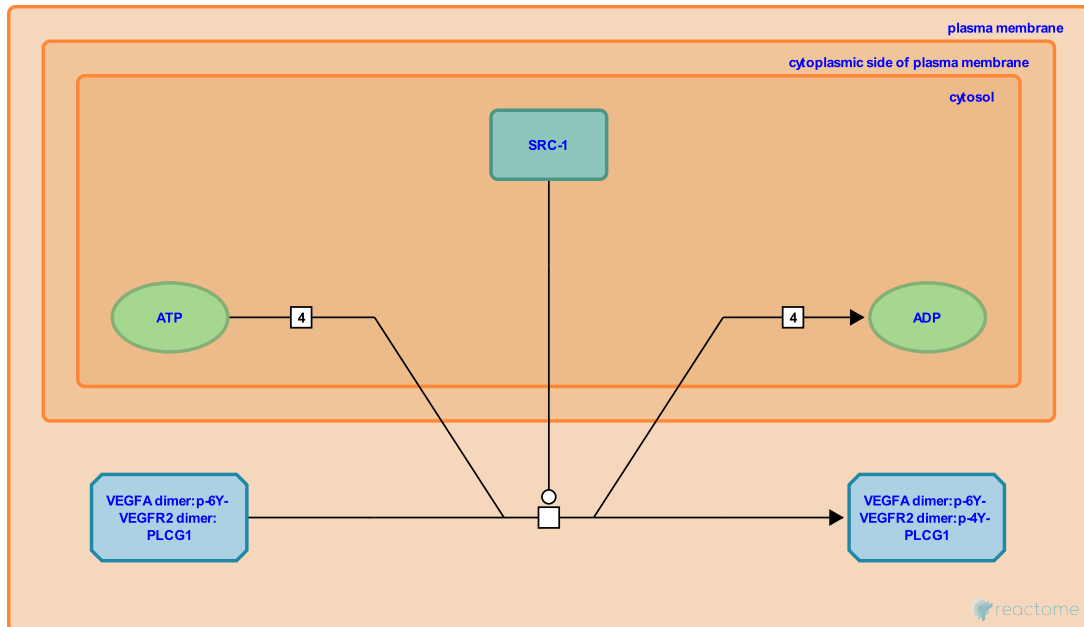 plasma membrane
cytoplasmic side of plasma membrane
cytosol
SRC-1
ATP
4
4
ADP
VEGFA dimer:p-6Y-
VEGFR2 dimer:
PLCG1
VEGFA dimer:p-6Y-
VEGFR2 dimer:p-4Y-
PLCG1
reactome